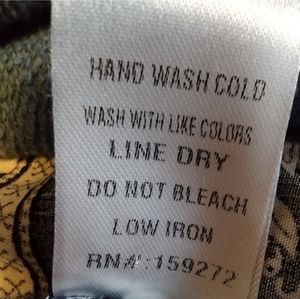 HAND WASH COLD
WASH WITH LIKE COLORS
LINE DRY
DO NOT BLEACH
LOW IRON
RN#:159272